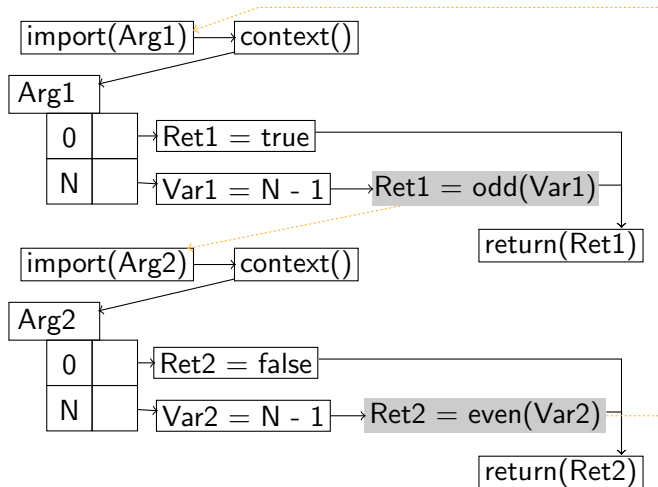 import(Arg1) context()
Arg1
0 Ret1 = true
N Var1 = N - 1 Ret1 = odd(Var1)
return(Ret1)
import(Arg2) context()
Arg2
0 Ret2 = false
N Var2 = N - 1 Ret2 = even(Var2)
return(Ret2)